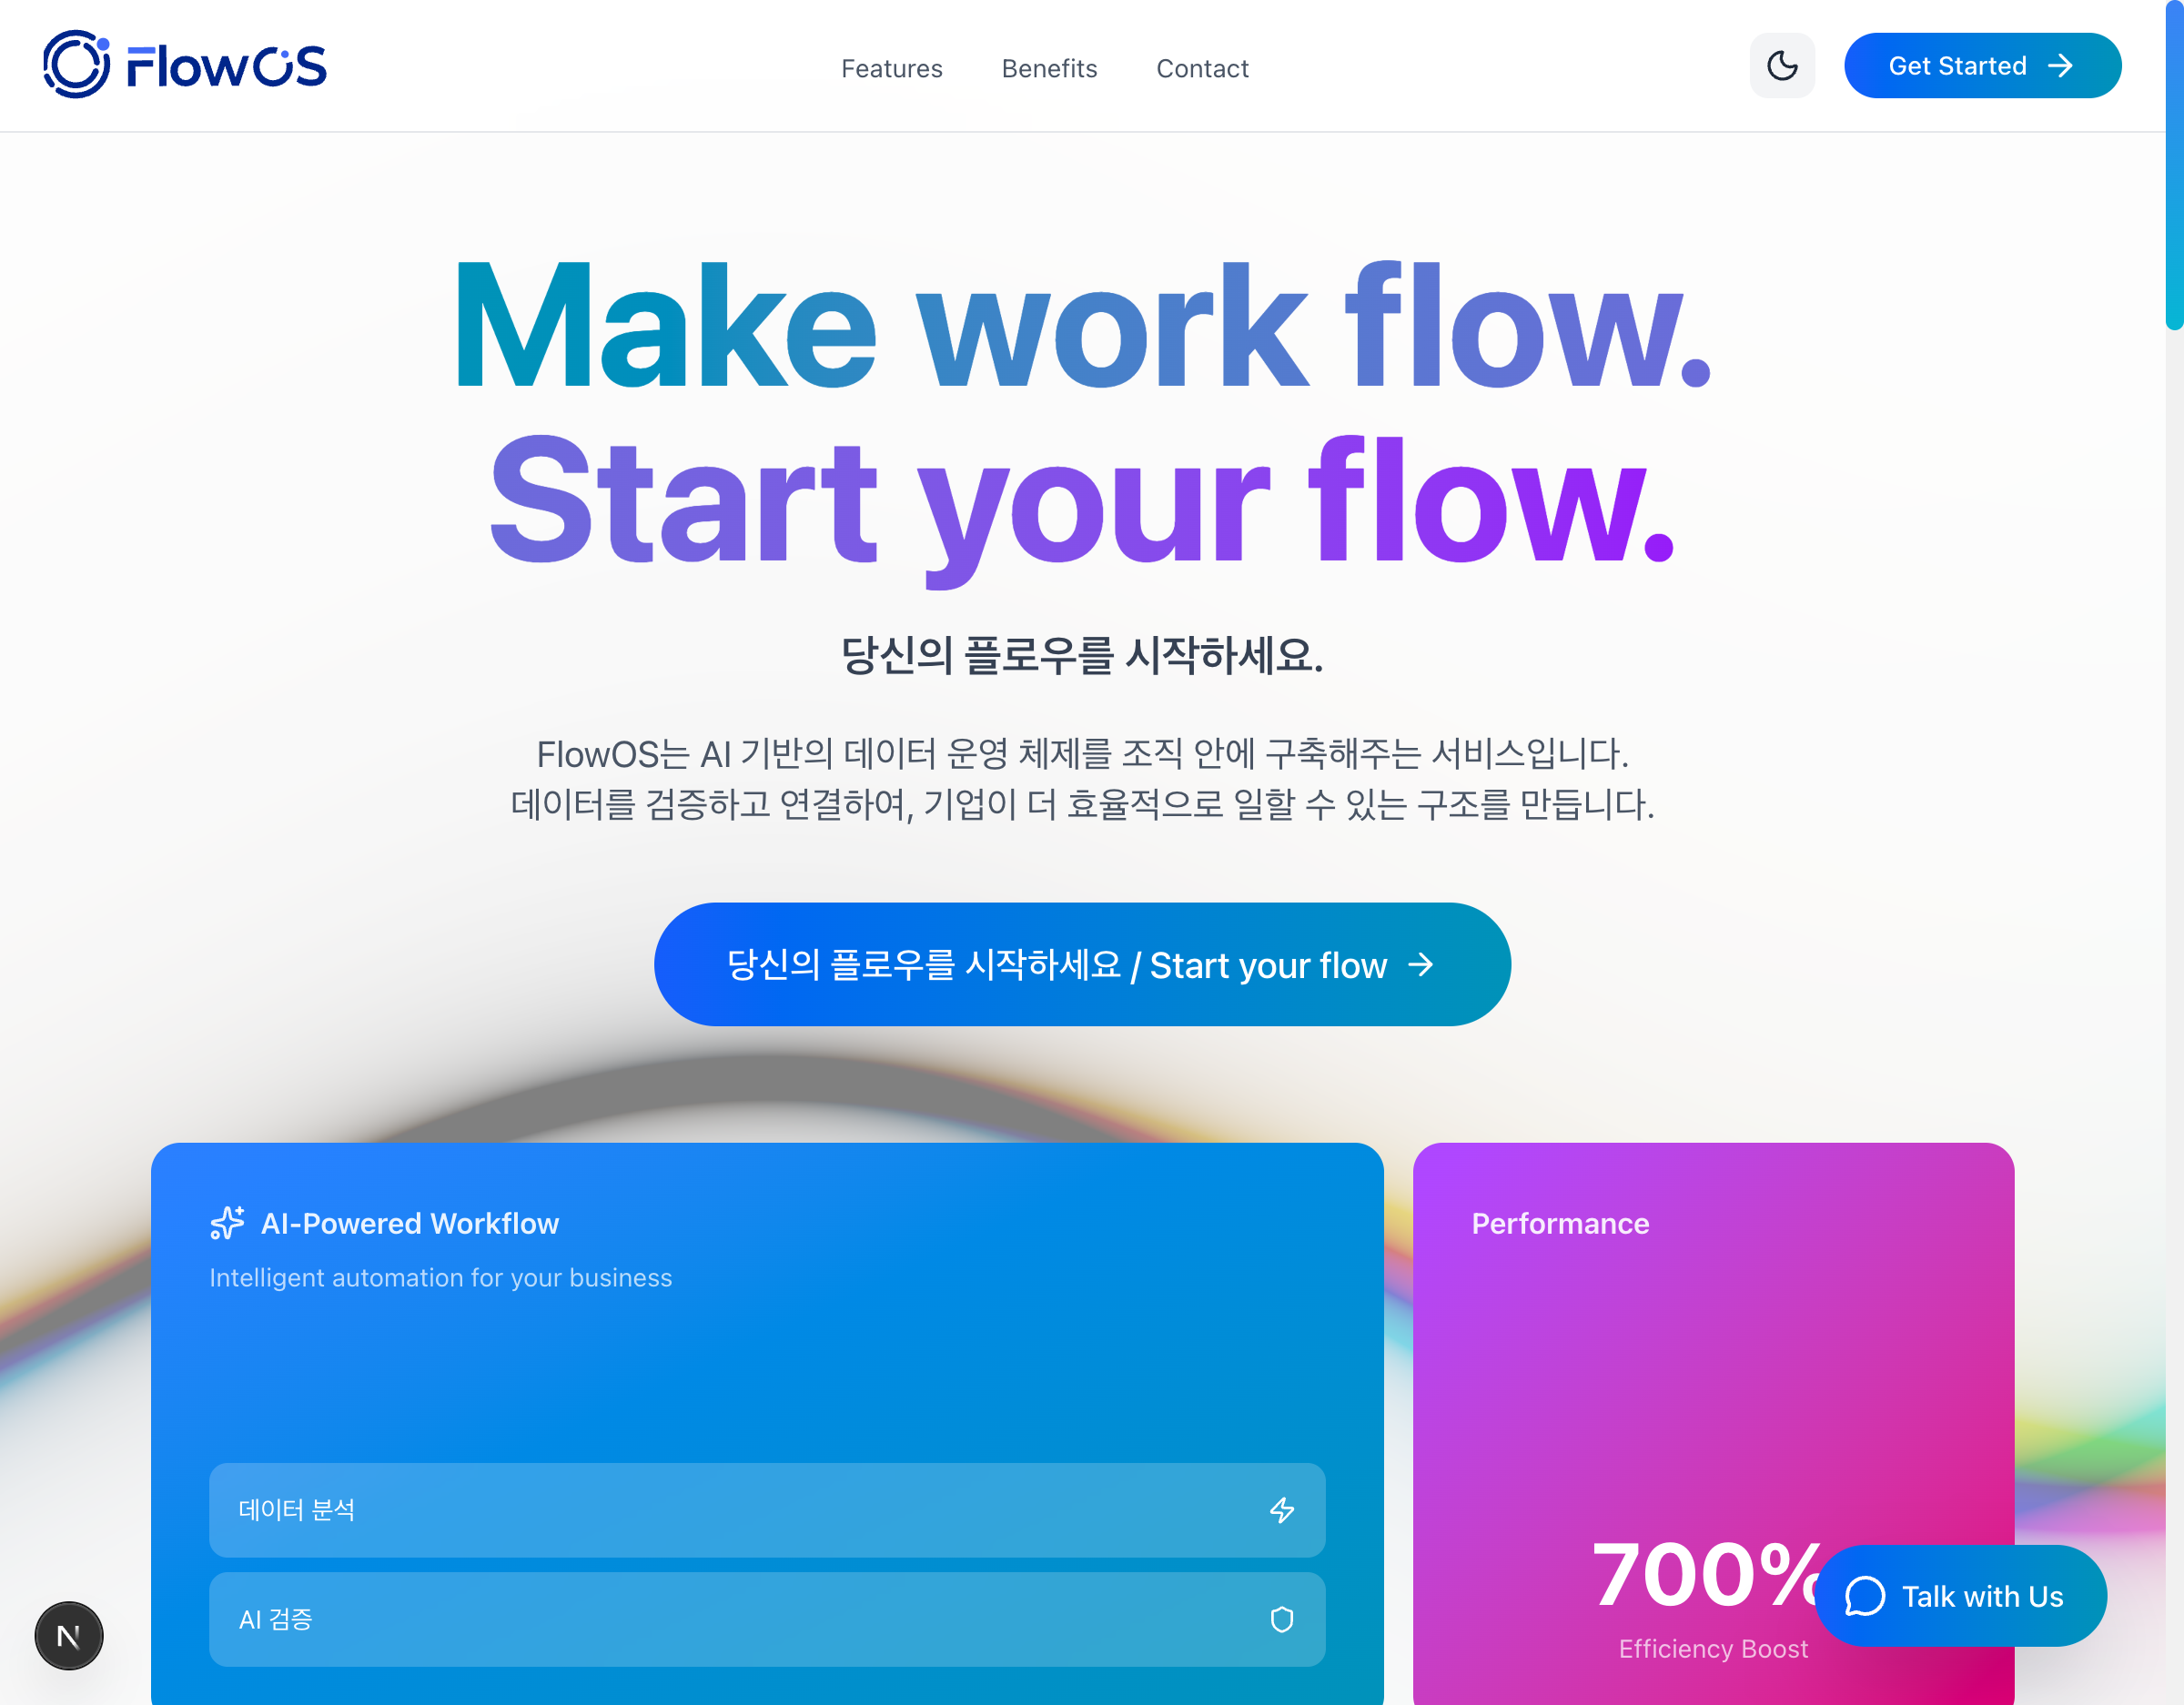 FlowOS
Features
Benefits
Contact
Get Started
Make work flow.
Start your flow.
당신의 플로우를 시작하세요.
FlowOS는 AI 기반의 데이터 운영 체제를 조직 안에 구축해주는 서비스입니다.
데이터를 검증하고 연결하여, 기업이 더 효율적으로 일할 수 있는 구조를 만듭니다.
당신의 플로우를 시작하세요 / Start your flow
AI-Powered Workflow
Intelligent automation for your business
데이터 분석
AI 검증
Performance
700%
Efficiency Boost
Talk with Us
N